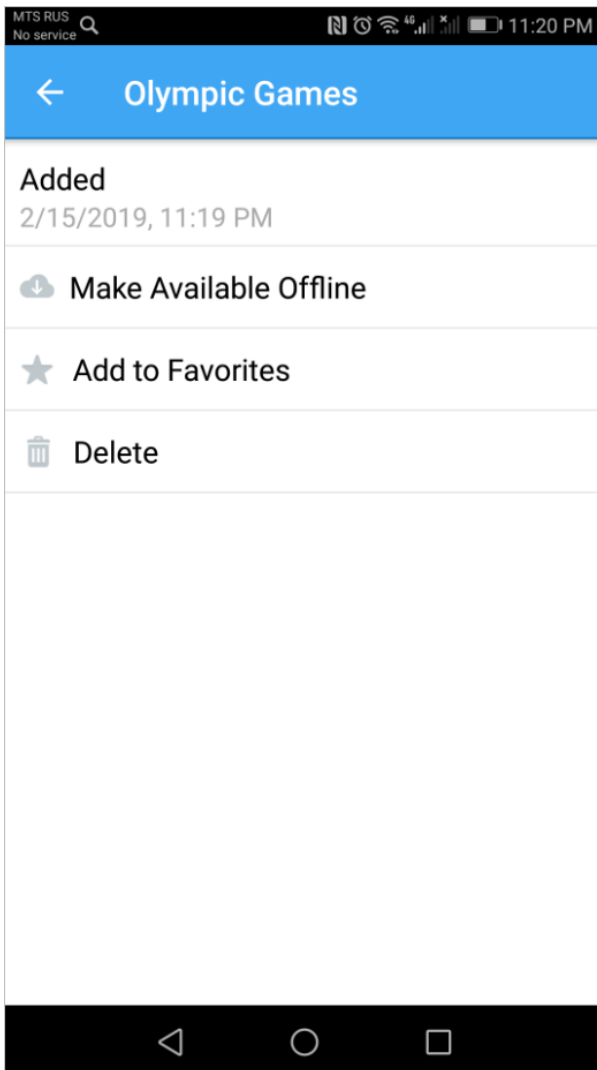 MTS RUS
No service
4G
11:20 PM
Olympic Games
Added
2/15/2019, 11:19 PM
Make Available Offline
Add to Favorites
Delete